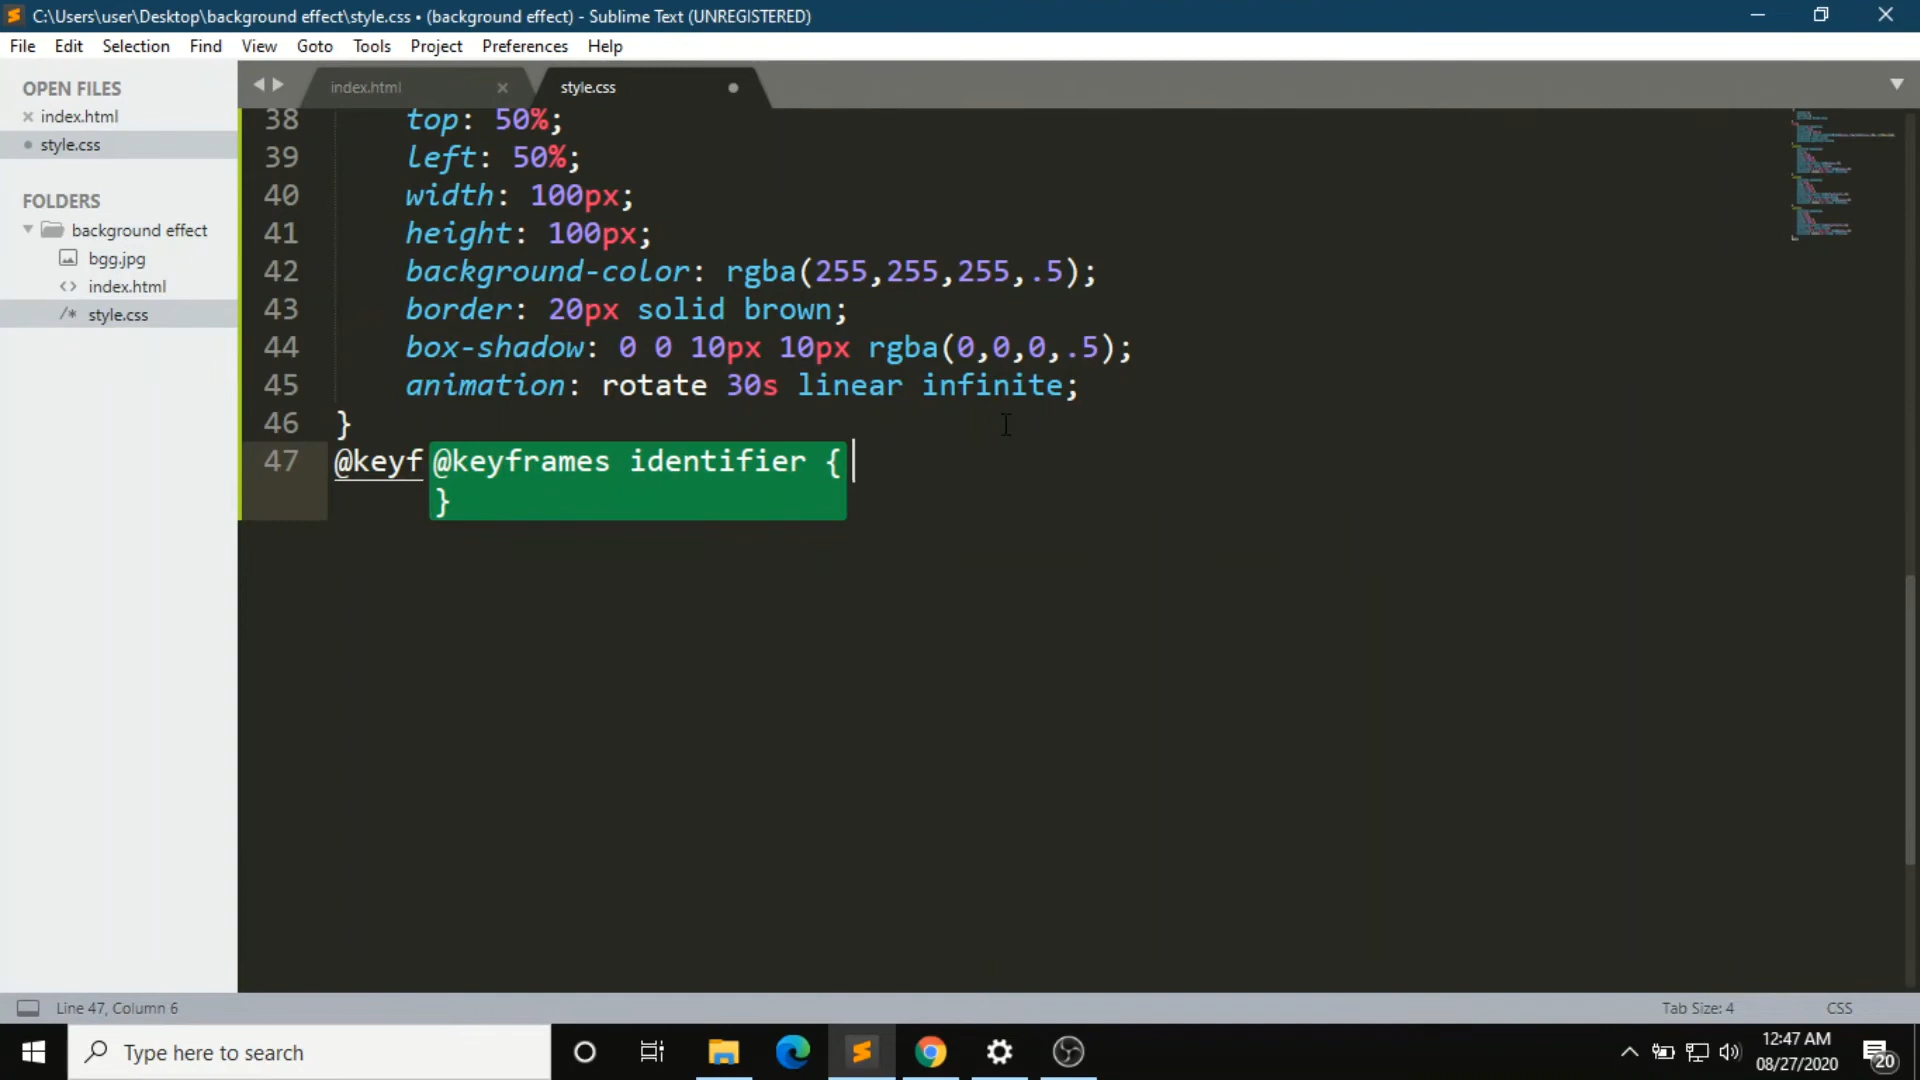 C:\Users\user\Desktop\background effect\style.css • (background effect) - Sublime Text (UNREGISTERED)
File Edit Selection Find View Goto Tools Project Preferences Help
OPEN FILES
index.html
style.css
FOLDERS
background effect
bgg.jpg
index.html
/* style.css
index.html
style.css
38 top: 50%;
39 left: 50%;
40 width: 100px;
41 height: 100px;
42 background-color: rgba(255,255,255,.5);
43 border: 20px solid brown;
44 box-shadow: 0 0 10px 10px rgba(0,0,0,.5);
45 animation: rotate 30s linear infinite;
46 }
47 @keyf @keyframes identifier {
}
Line 47, Column 6
Tab Size: 4
CSS
Type here to search
12:47 AM
08/27/2020
20